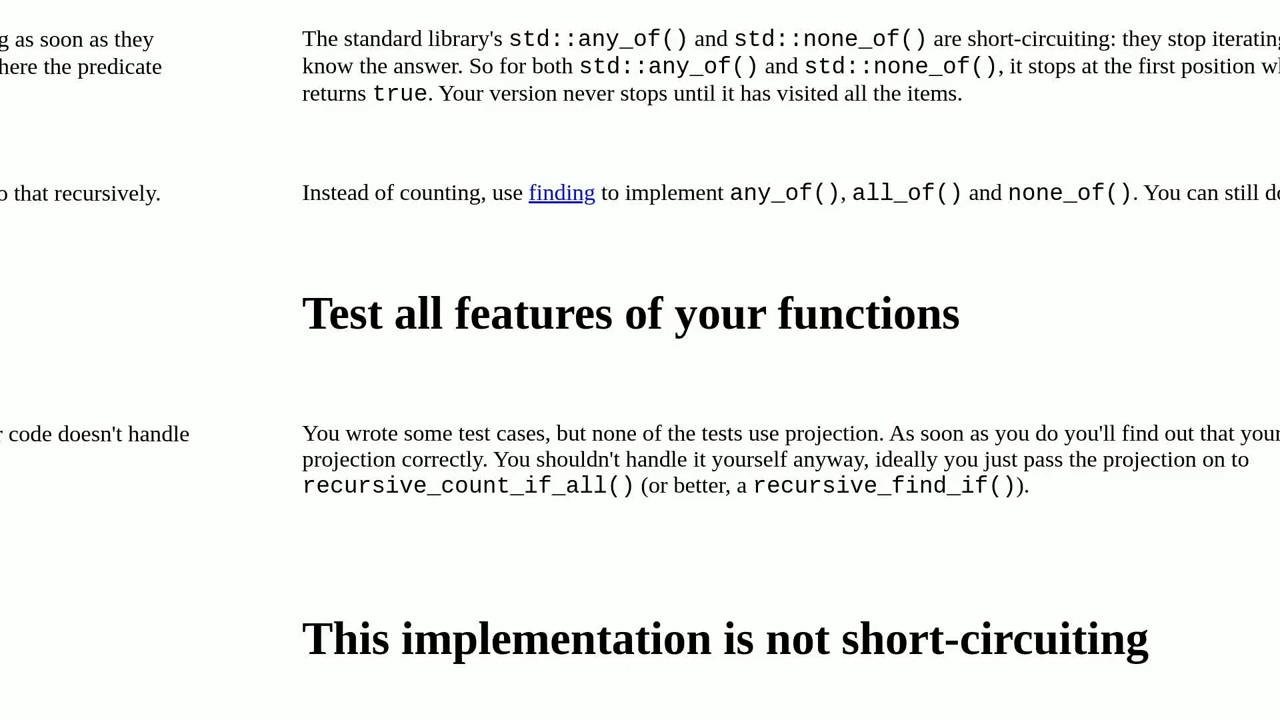 g as soon as they
here the predicate
o that recursively.
r code doesn't handle
The standard library's std::any_of() and std::none_of() are short-circuiting: they stop iterating
know the answer. So for both std::any_of() and std::none_of(), it stops at the first position wh
returns true. Your version never stops until it has visited all the items.
Instead of counting, use finding to implement any_of(), all_of() and none_of(). You can still do
Test all features of your functions
You wrote some test cases, but none of the tests use projection. As soon as you do you'll find out that your
projection correctly. You shouldn't handle it yourself anyway, ideally you just pass the projection on to
recursive_count_if_all() (or better, a recursive_find_if()).
This implementation is not short-circuiting